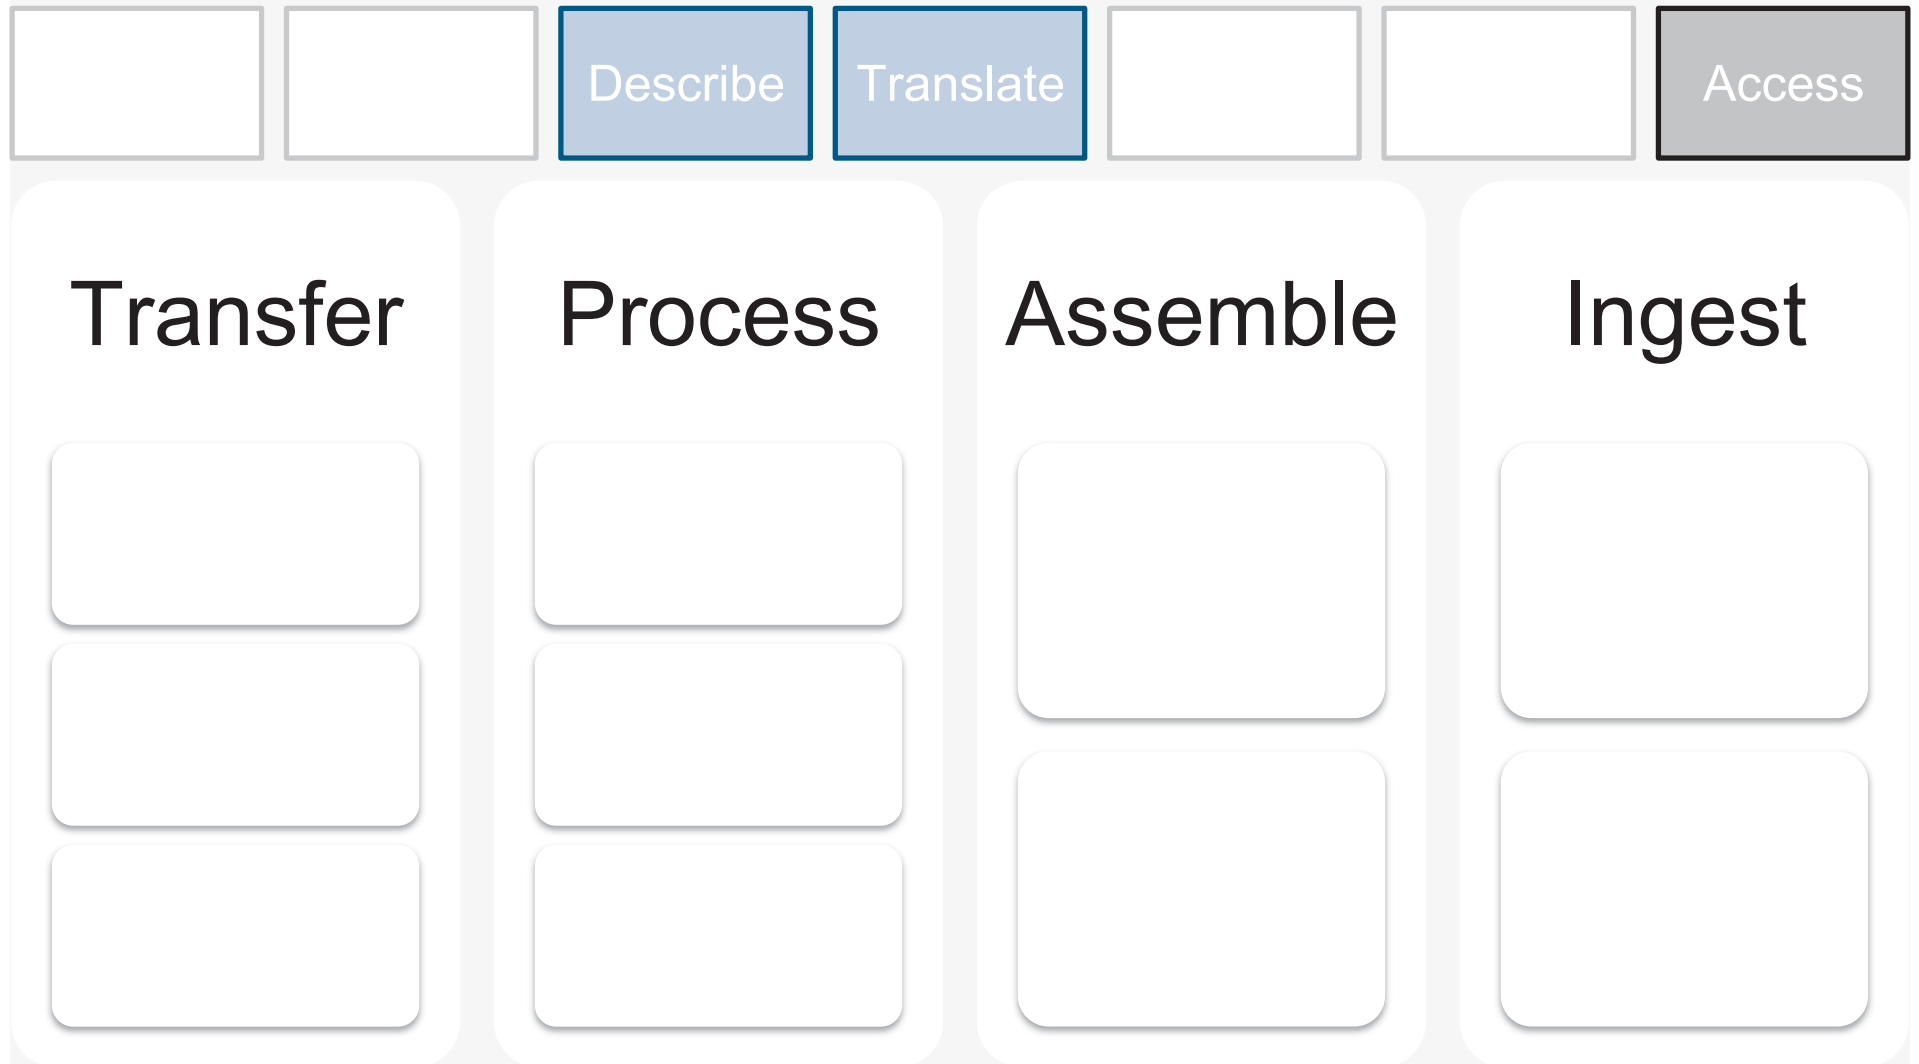 Describe
Translate
Access
Transfer
Process
Assemble
Ingest